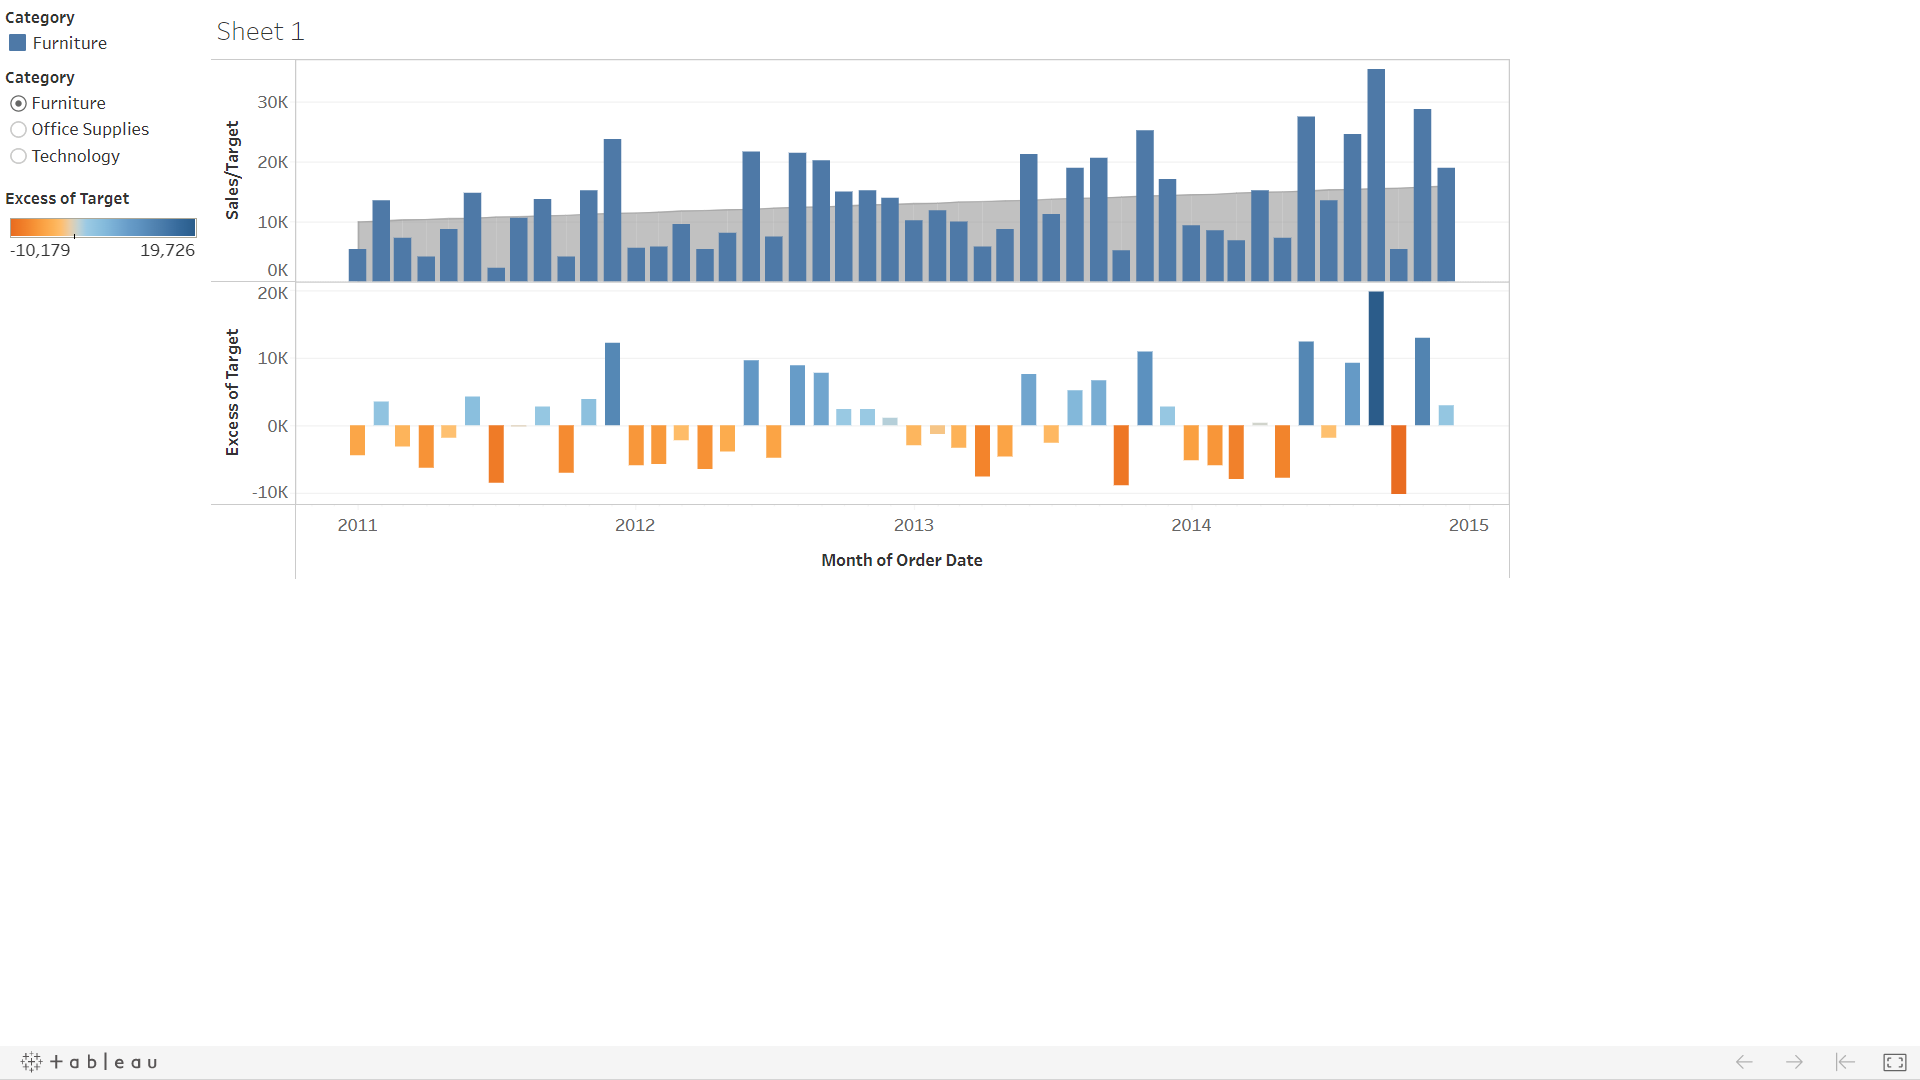 Category
Furniture
Category
Furniture
Office Supplies
Technology
Excess of Target
-10,179 19,726
Sheet 1
Sales/Target
30K
20K
10K
0K
Excess of Target
20K
10K
0K
-10K
2011 2012 2013 2014 2015
Month of Order Date
+ableau